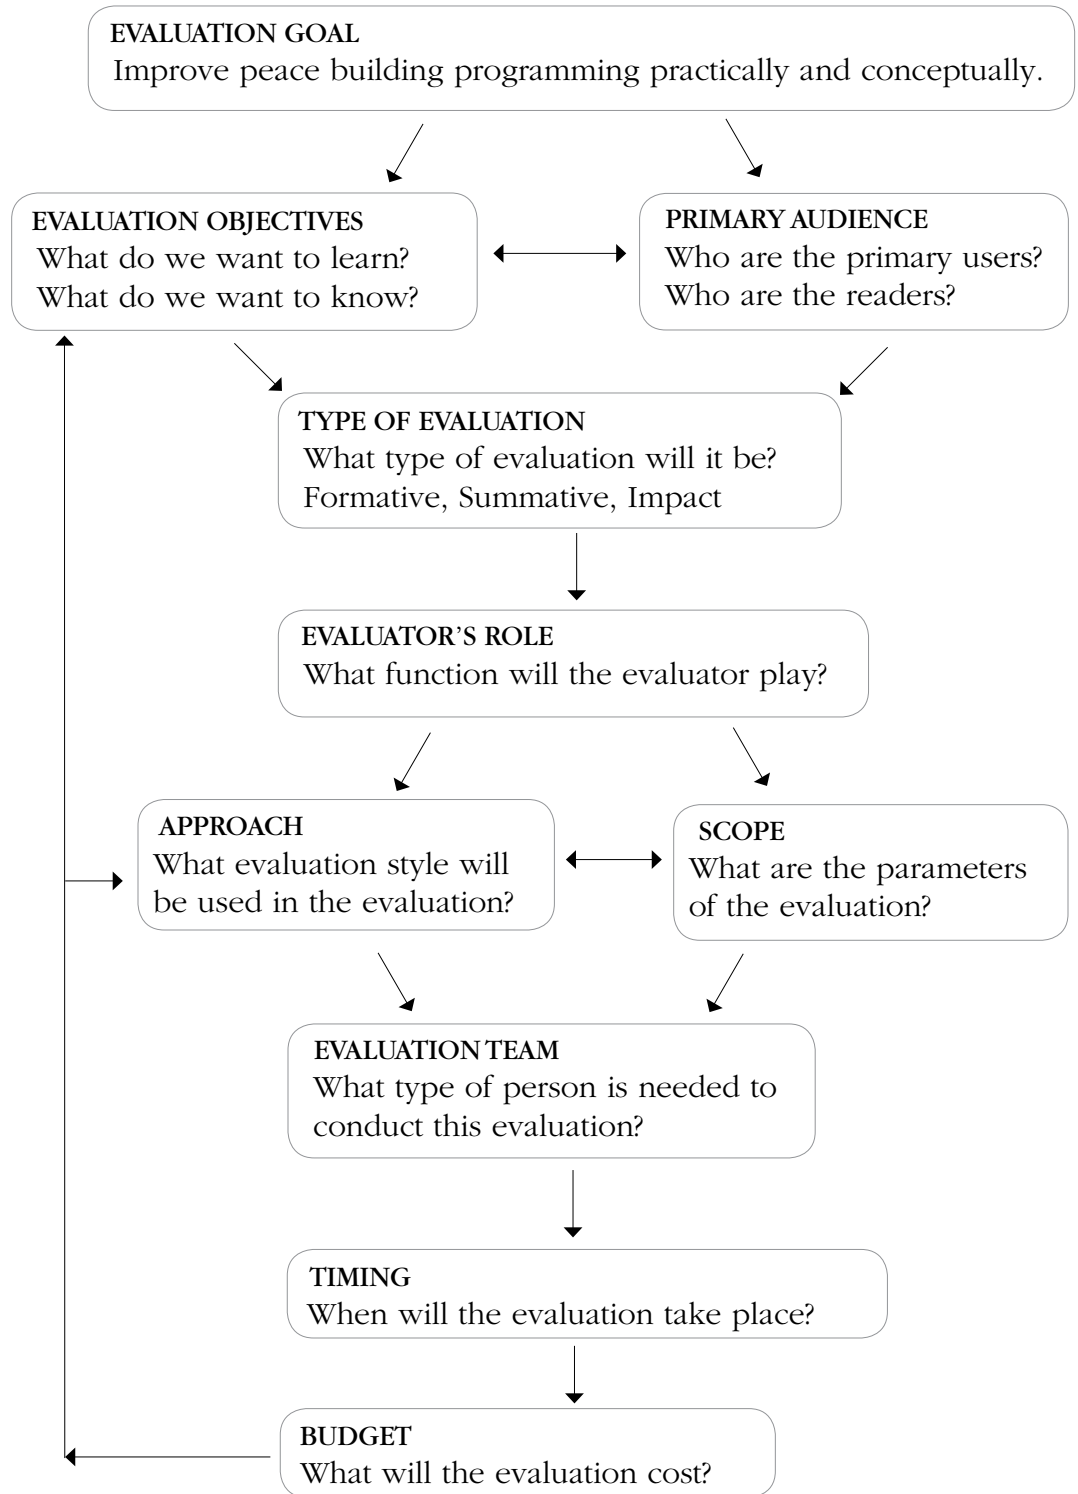 EVALUATION GOAL
Improve peace building programming practically and conceptually.
EVALUATION OBJECTIVES
What do we want to learn?
What do we want to know?
PRIMARY AUDIENCE
Who are the primary users?
Who are the readers?
TYPE OF EVALUATION
What type of evaluation will it be?
Formative, Summative, Impact
EVALUATOR’S ROLE
What function will the evaluator play?
APPROACH
What evaluation style will
be used in the evaluation?
SCOPE
What are the parameters
of the evaluation?
EVALUATION TEAM
What type of person is needed to
conduct this evaluation?
TIMING
When will the evaluation take place?
BUDGET
What will the evaluation cost?